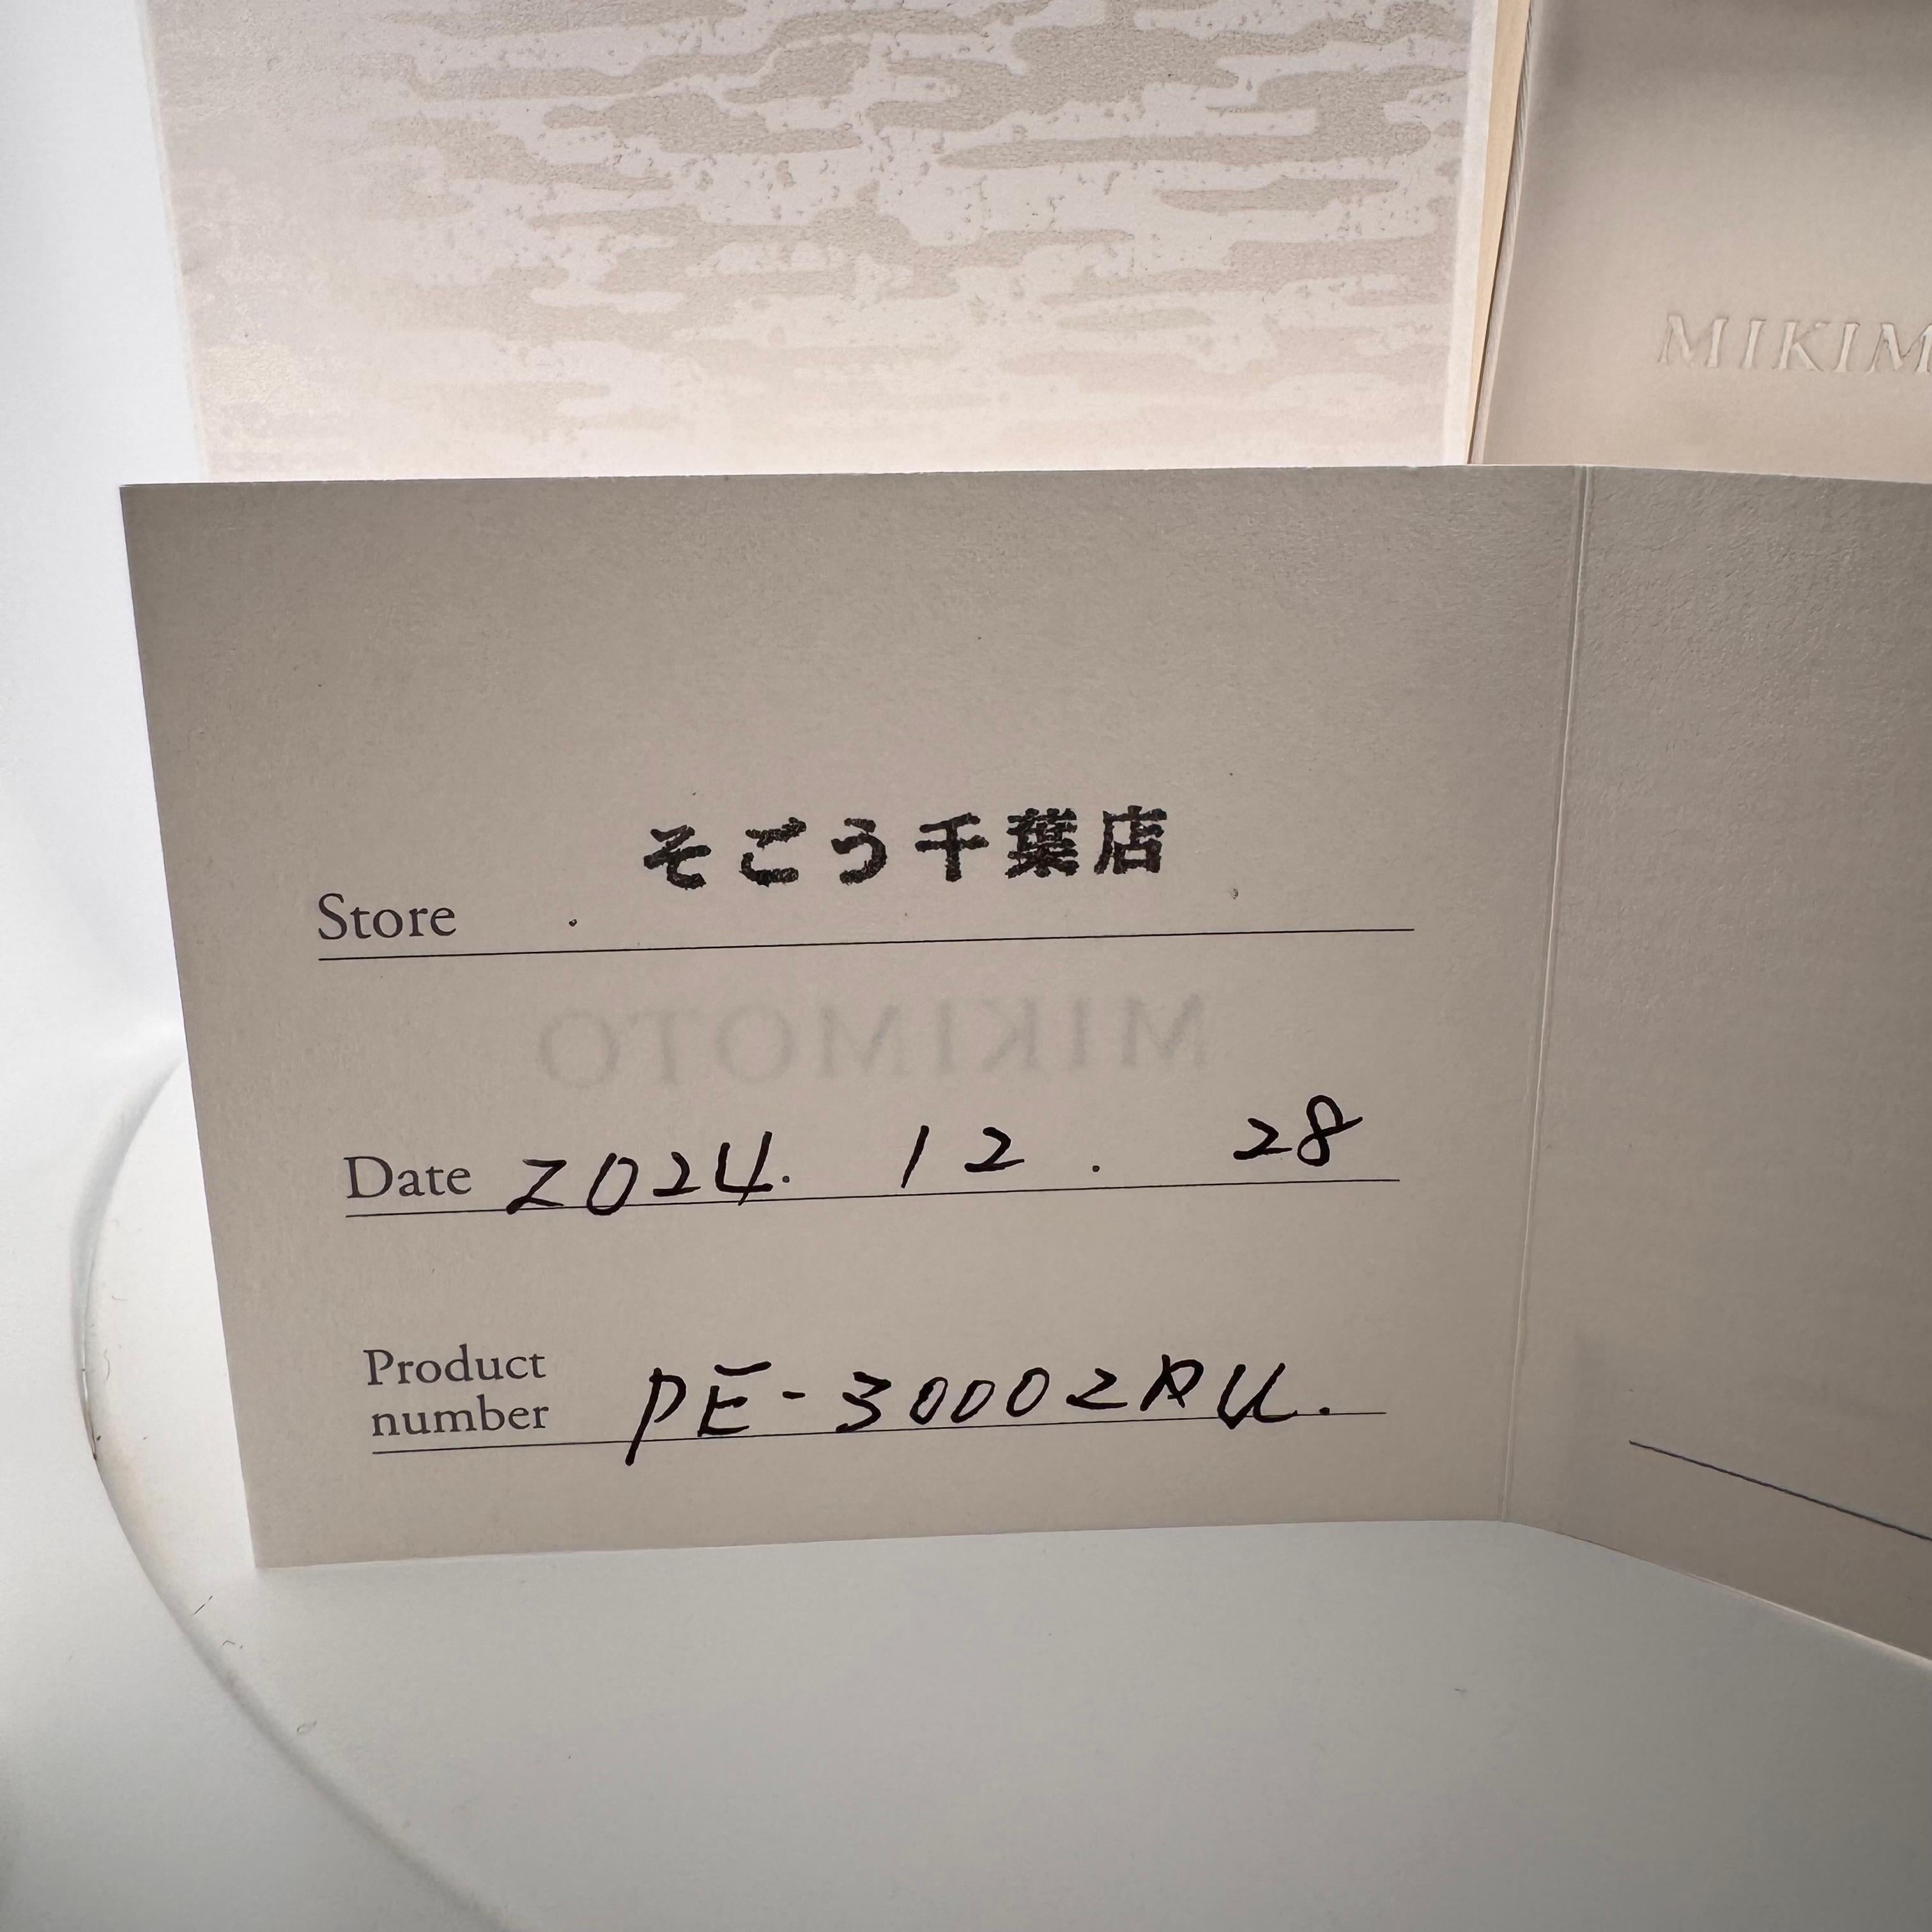 MIKIM
Store そごう千葉店
MIKIMOTO
Date 2024. 12. 28
Product
number PE-30002RU.